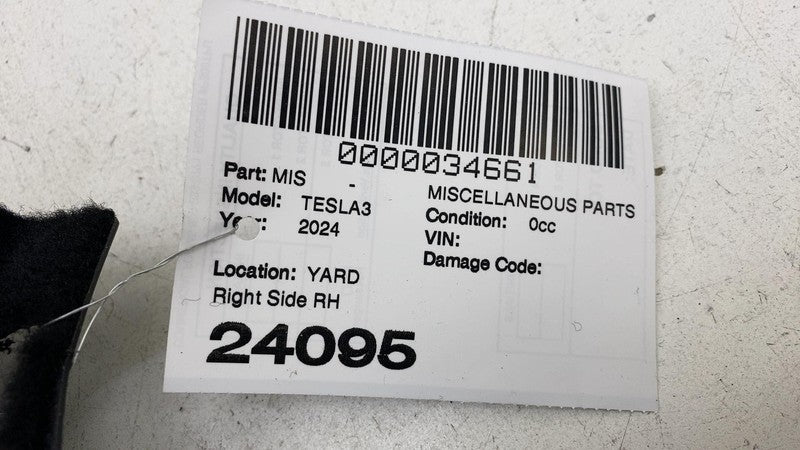 0000034661
Part: MIS -
MISCELLANEOUS PARTS
Model: TESLA3
Condition: 0cc
Year: 2024
VIN:
Damage Code:
Location: YARD
Right Side RH
24095